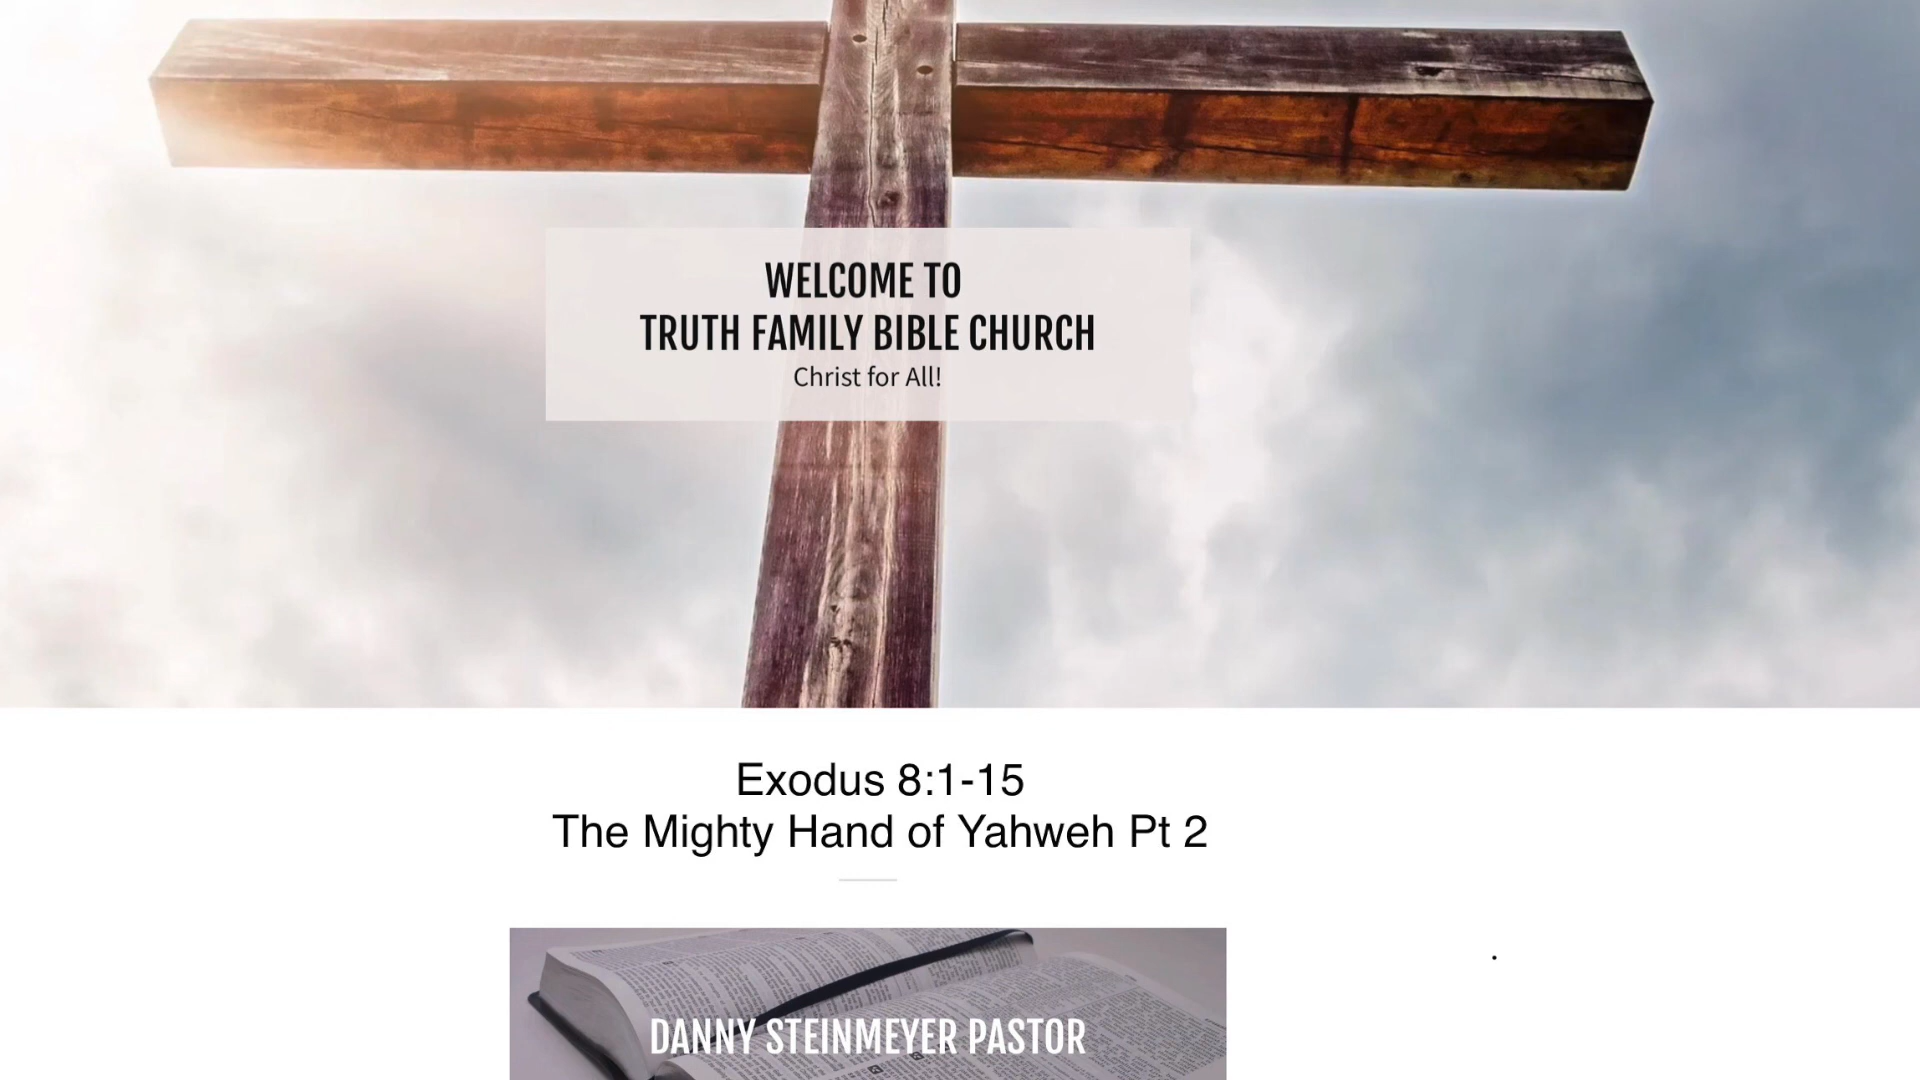 WELCOME TO
TRUTH FAMILY BIBLE CHURCH
Christ for All!
Exodus 8:1-15
The Mighty Hand of Yahweh Pt 2
.
DANNY STEINMEYER PASTOR